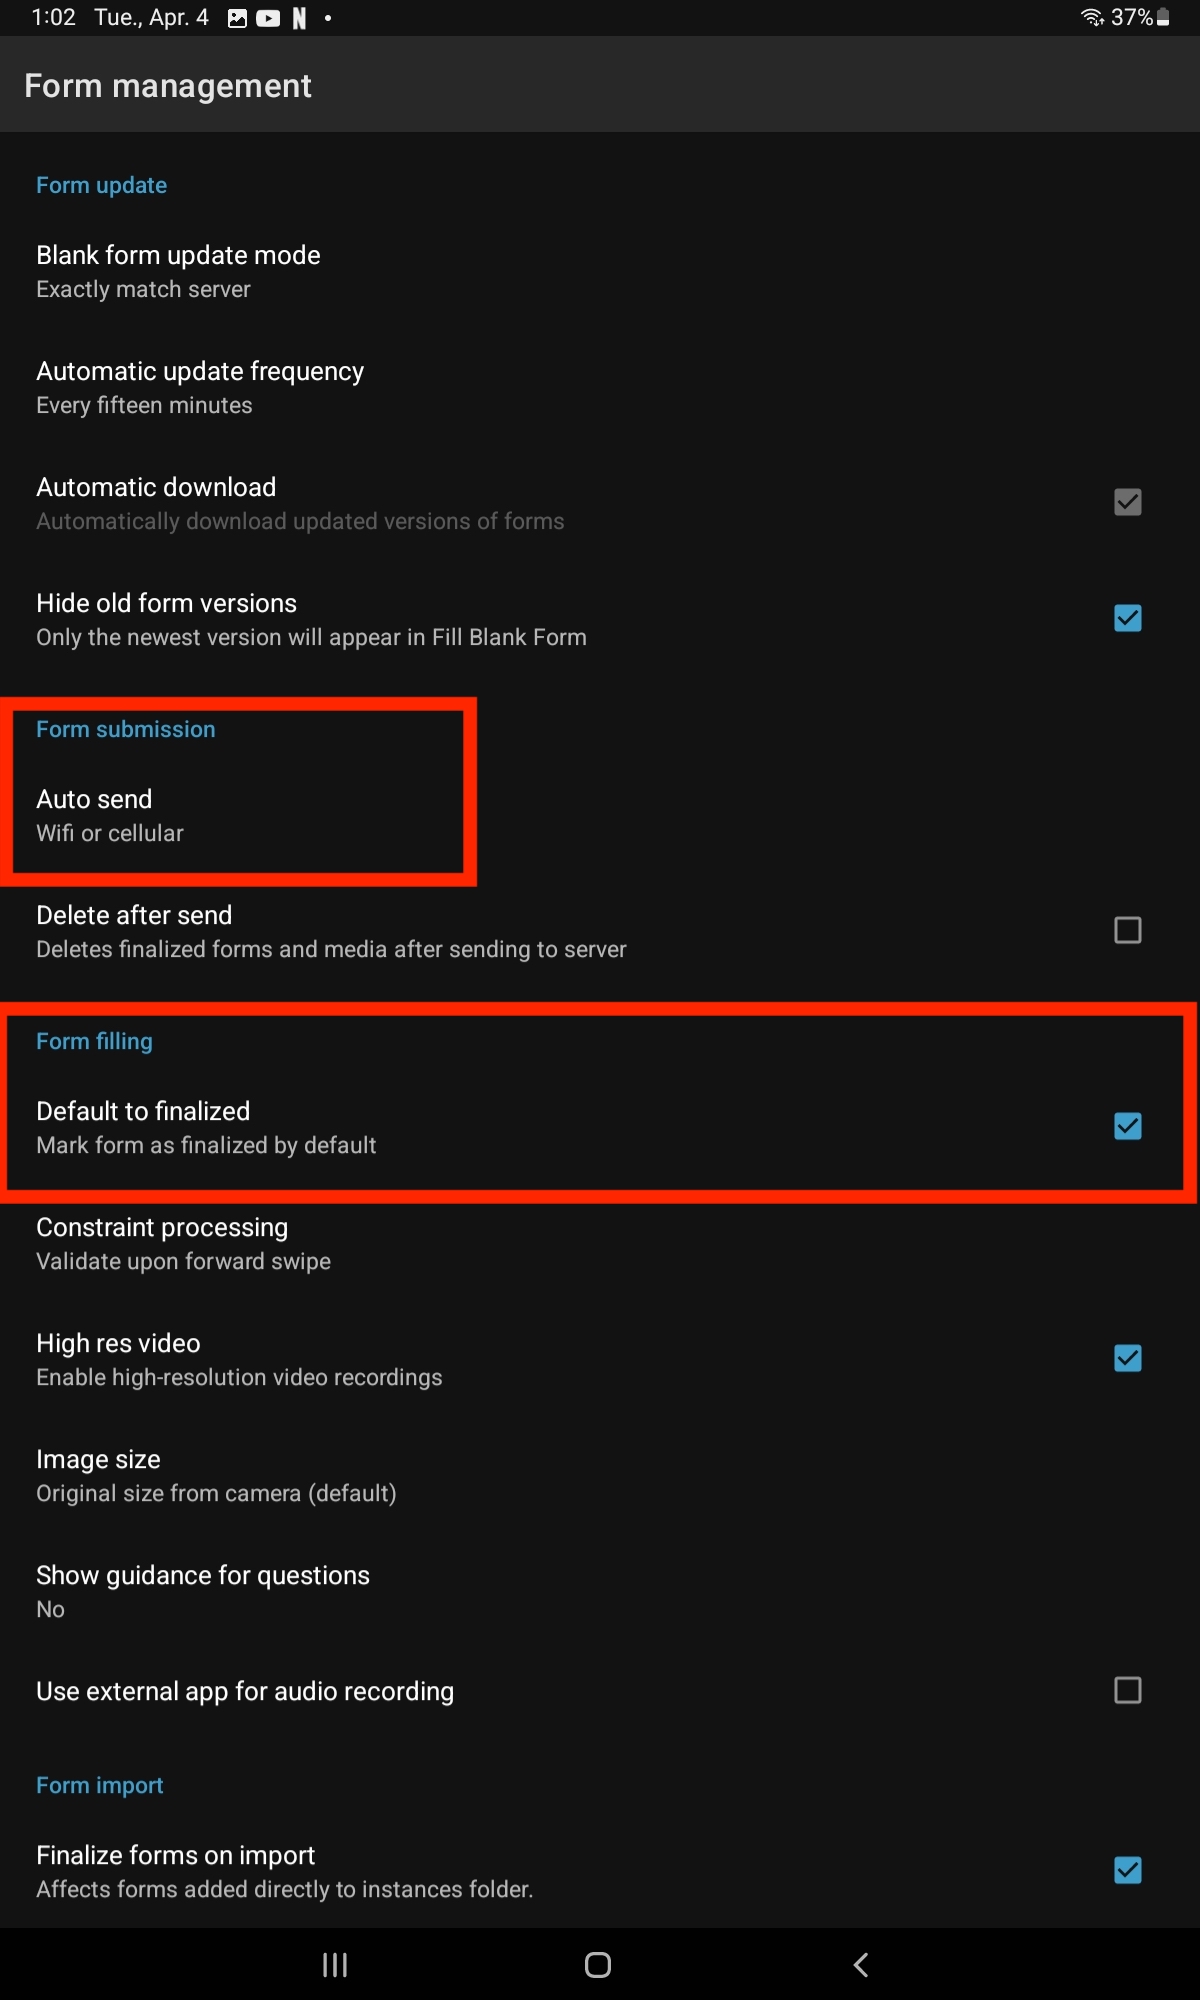 1:02 Tue., Apr. 4 37%
Form management
Form update
Blank form update mode
Exactly match server
Automatic update frequency
Every fifteen minutes
Automatic download
Automatically download updated versions of forms
Hide old form versions
Only the newest version will appear in Fill Blank Form
Form submission
Auto send
Wifi or cellular
Delete after send
Deletes finalized forms and media after sending to server
Form filling
Default to finalized
Mark form as finalized by default
Constraint processing
Validate upon forward swipe
High res video
Enable high-resolution video recordings
Image size
Original size from camera (default)
Show guidance for questions
No
Use external app for audio recording
Form import
Finalize forms on import
Affects forms added directly to instances folder.